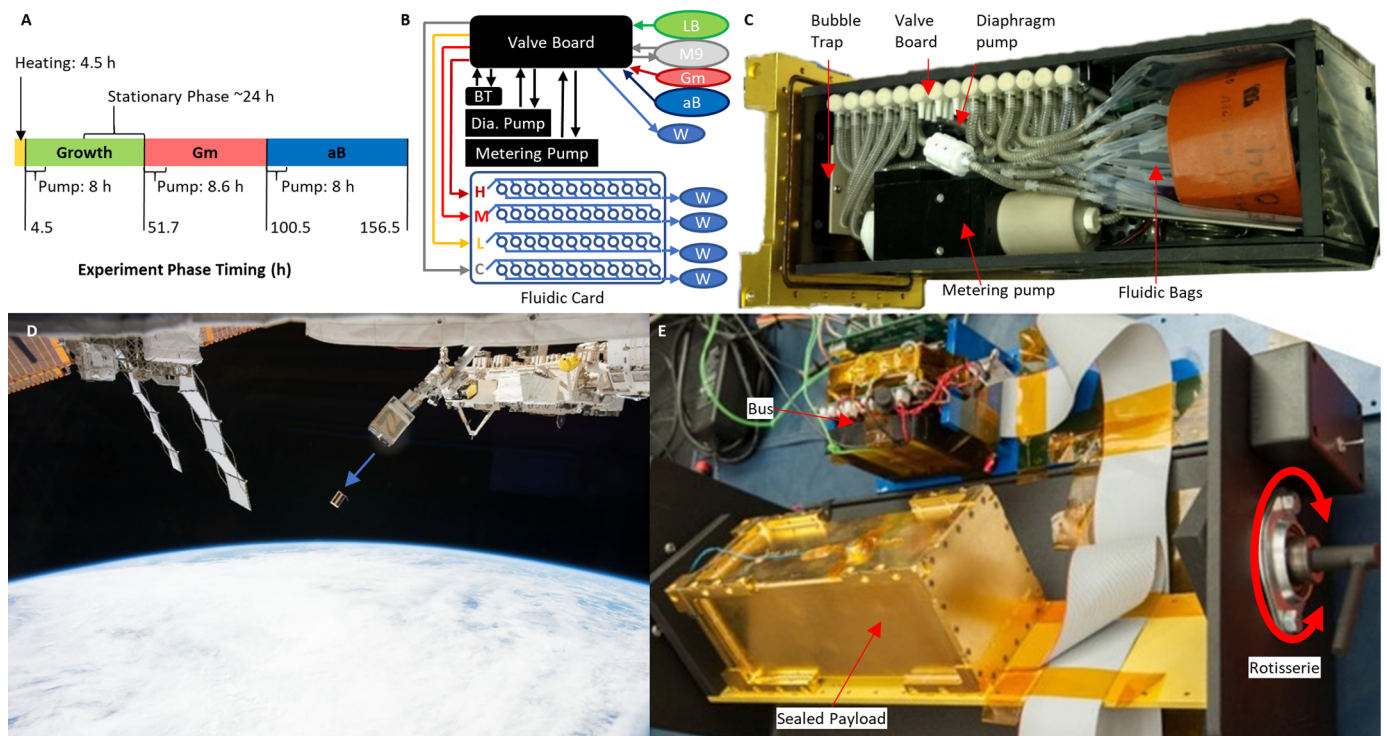 A
Heating: 4.5 h
Stationary Phase ~24 h
Growth
Gm
aB
Pump: 8 h
Pump: 8.6 h
Pump: 8 h
4.5
51.7
100.5
156.5
Experiment Phase Timing (h)
B
Valve Board
LB
M9
Gm
aB
W
BT
Dia. Pump
Metering Pump
H
W
M
W
L
W
C
W
Fluidic Card
C
Bubble
Trap
Valve
Board
Diaphragm
pump
Metering pump
Fluidic Bags
D
E
Bus
Sealed Payload
Rotisserie